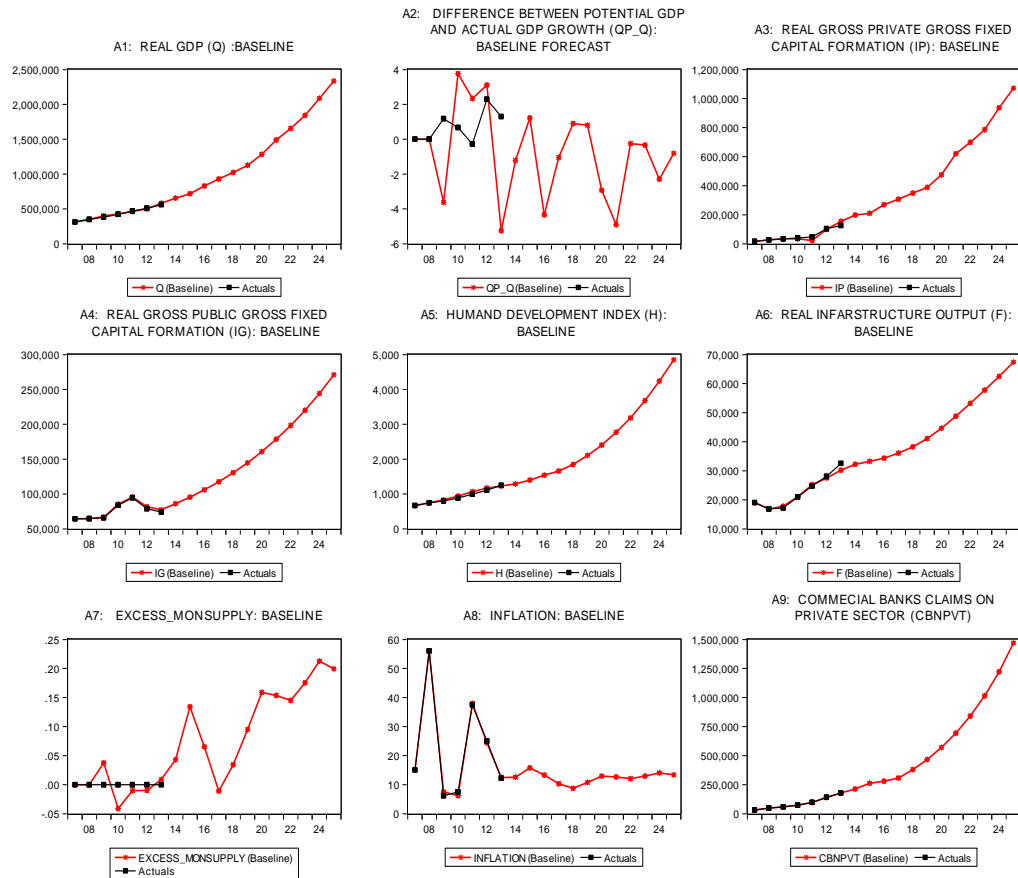 A1: REAL GDP (Q) :BASELINE
2,500,000
2,000,000
1,500,000
1,000,000
500,000
0
08 10 12 14 16 18 20 22 24
Q (Baseline) Actuals
A2: DIFFERENCE BETWEEN POTENTIAL GDP
AND ACTUAL GDP GROWTH (QP_Q):
BASELINE FORECAST
4
2
0
-2
-4
-6
08 10 12 14 16 18 20 22 24
QP_Q (Baseline) Actuals
A3: REAL GROSS PRIVATE GROSS FIXED
CAPITAL FORMATION (IP): BASELINE
1,200,000
1,000,000
800,000
600,000
400,000
200,000
0
08 10 12 14 16 18 20 22 24
IP (Baseline) Actuals
A4: REAL GROSS PUBLIC GROSS FIXED
CAPITAL FORMATION (IG): BASELINE
300,000
250,000
200,000
150,000
100,000
50,000
08 10 12 14 16 18 20 22 24
IG (Baseline) Actuals
A5: HUMAND DEVELOPMENT INDEX (H):
BASELINE
5,000
4,000
3,000
2,000
1,000
0
08 10 12 14 16 18 20 22 24
H (Baseline) Actuals
A6: REAL INFARSTRUCTURE OUTPUT (F):
BASELINE
70,000
60,000
50,000
40,000
30,000
20,000
10,000
08 10 12 14 16 18 20 22 24
F (Baseline) Actuals
A7: EXCESS_MONSUPPLY: BASELINE
.25
.20
.15
.10
.05
.00
-.05
08 10 12 14 16 18 20 22 24
EXCESS_MONSUPPLY (Baseline)
Actuals
A8: INFLATION: BASELINE
60
50
40
30
20
10
0
08 10 12 14 16 18 20 22 24
INFLATION (Baseline) Actuals
A9: COMMECIAL BANKS CLAIMS ON
PRIVATE SECTOR (CBNPVT)
1,500,000
1,250,000
1,000,000
750,000
500,000
250,000
0
08 10 12 14 16 18 20 22 24
CBNPVT (Baseline) Actuals